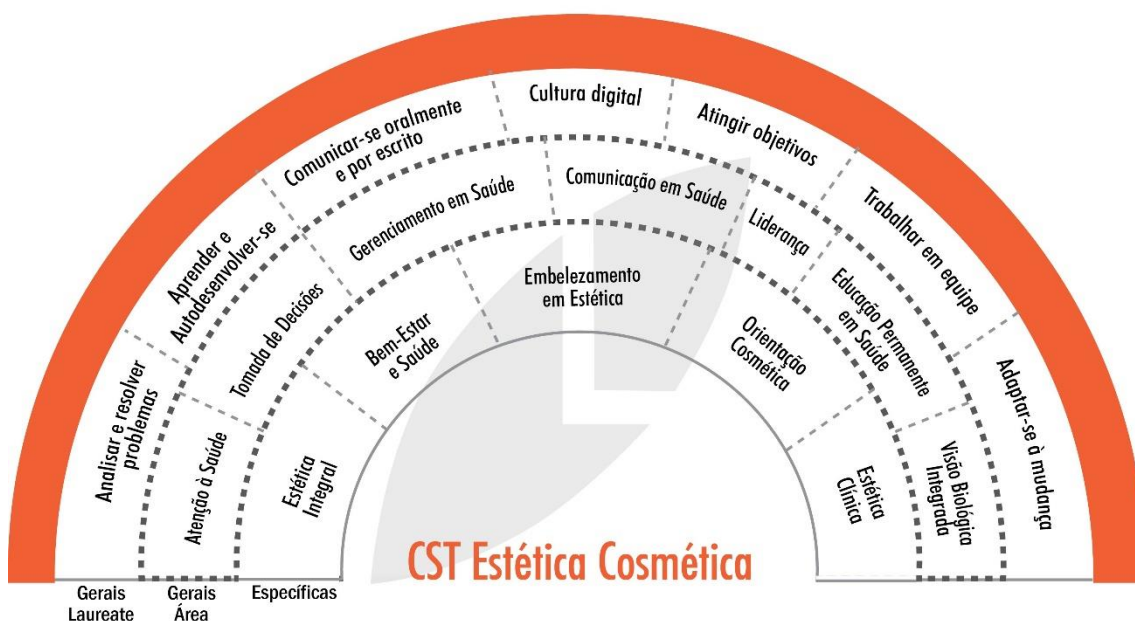 Analisar e resolver
problemas
Aprender e
Autodesenvolver-se
Comunicar-se oralmente
e por escrito
Cultura digital
Atingir objetivos
Trabalhar em equipe
Adaptar-se à mudança
Atenção à Saúde
Tomada de Decisões
Gerenciamento em Saúde
Comunicação em Saúde
Liderança
Educação Permanente
em Saúde
Visão Biológica
Integrada
Estética
Integral
Bem-Estar
e Saúde
Embelezamento
em Estética
Orientação
Cosmética
Estética
Clínica
CST Estética Cosmética
Gerais
Laureate
Gerais
Área
Específicas